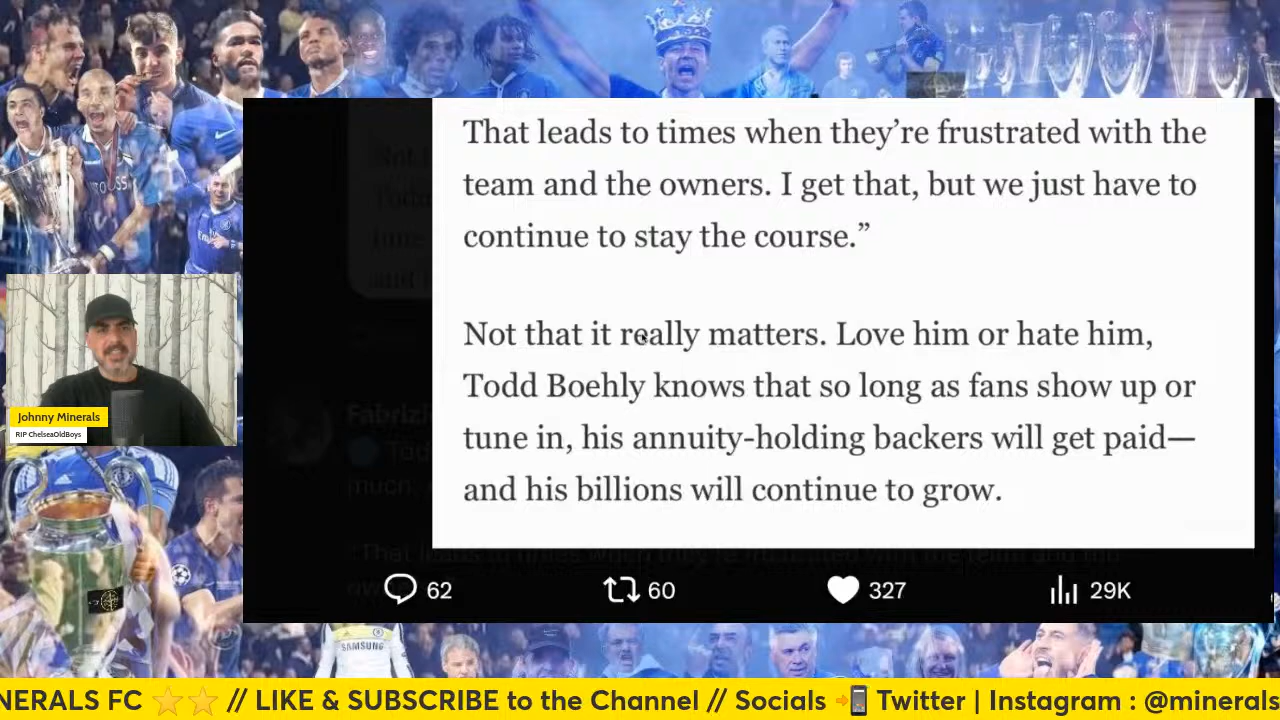 That leads to times when they’re frustrated with the
team and the owners. I get that, but we just have to
continue to stay the course.”
Not that it really matters. Love him or hate him,
Todd Boehly knows that so long as fans show up or
tune in, his annuity-holding backers will get paid—
and his billions will continue to grow.
Johnny Minerals
RIP ChelseaOldBoys
62
60
327
29K
SAMSUNG
NERALS FC ⭐⭐ // LIKE & SUBSCRIBE to the Channel // Socials 📲 Twitter | Instagram : @minerals